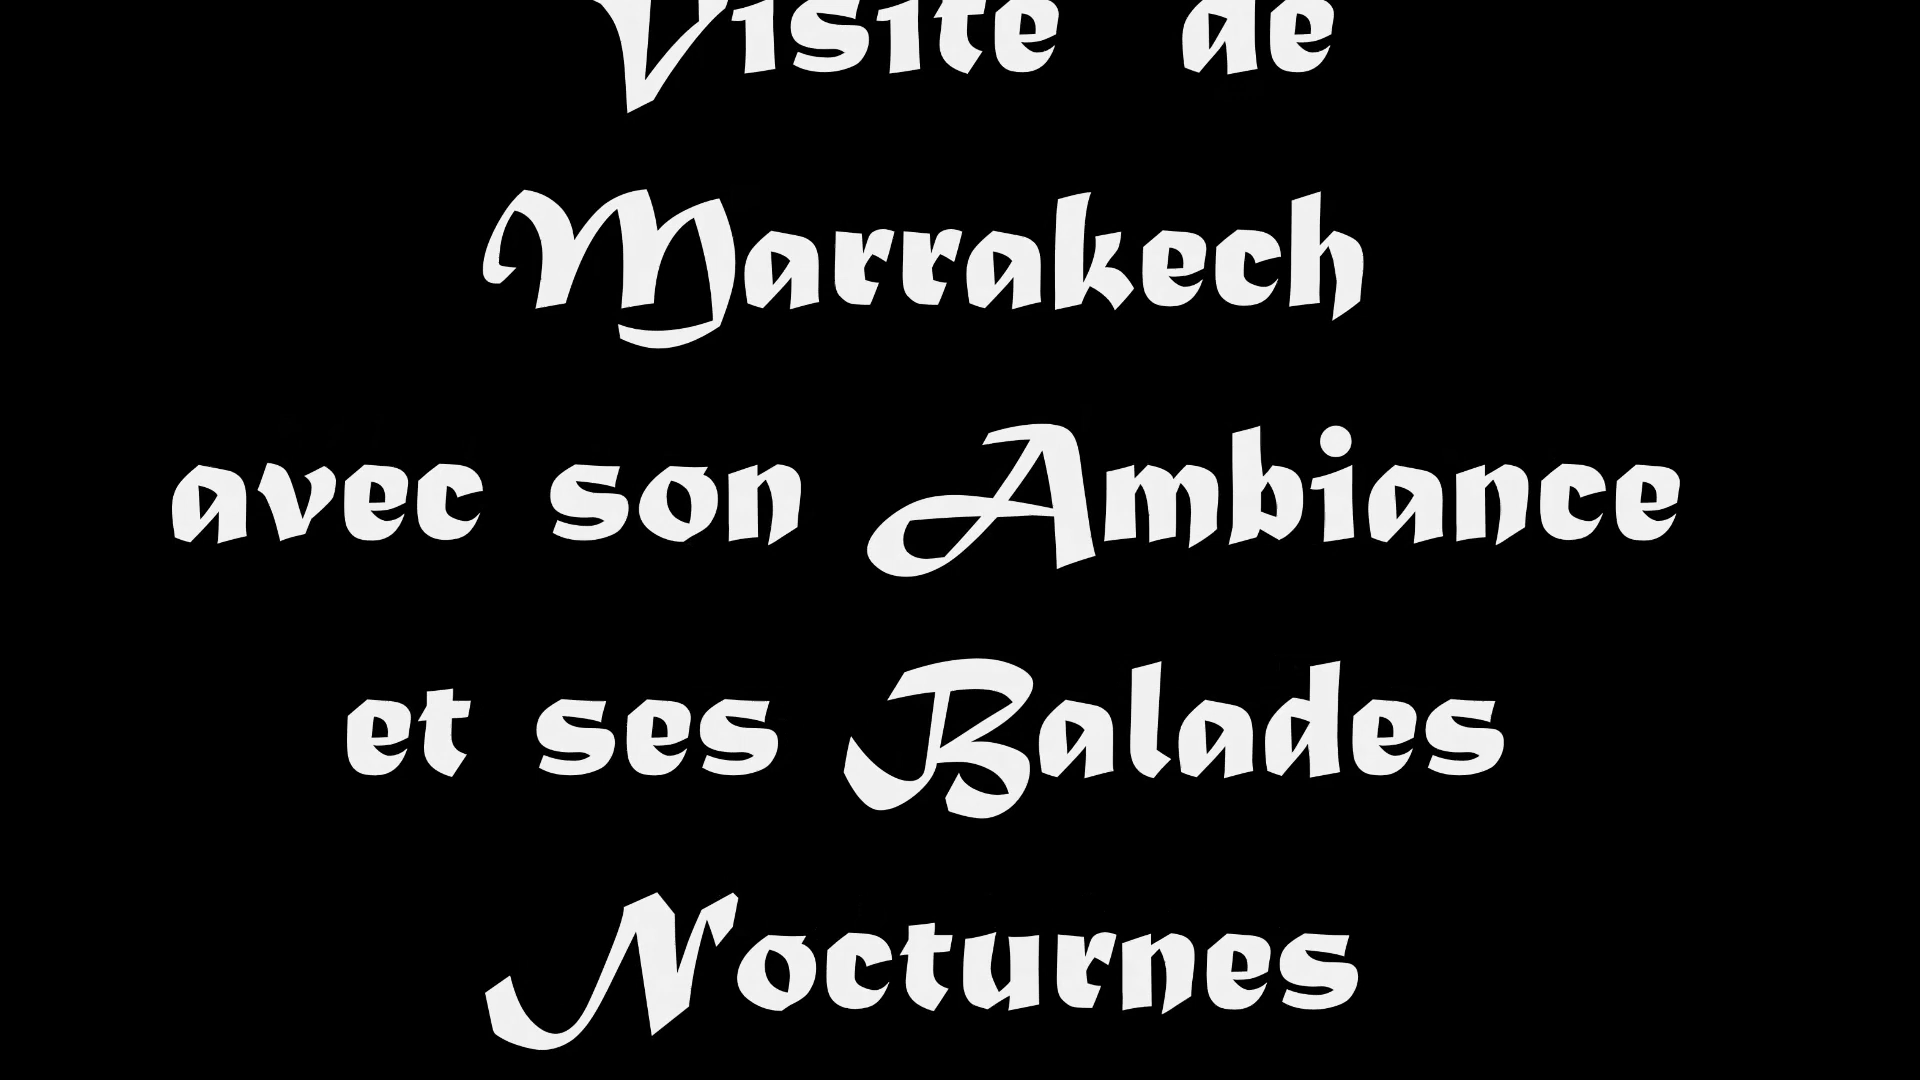 Visite de
Marrakech
avec son Ambiance
et ses Balades
Nocturnes